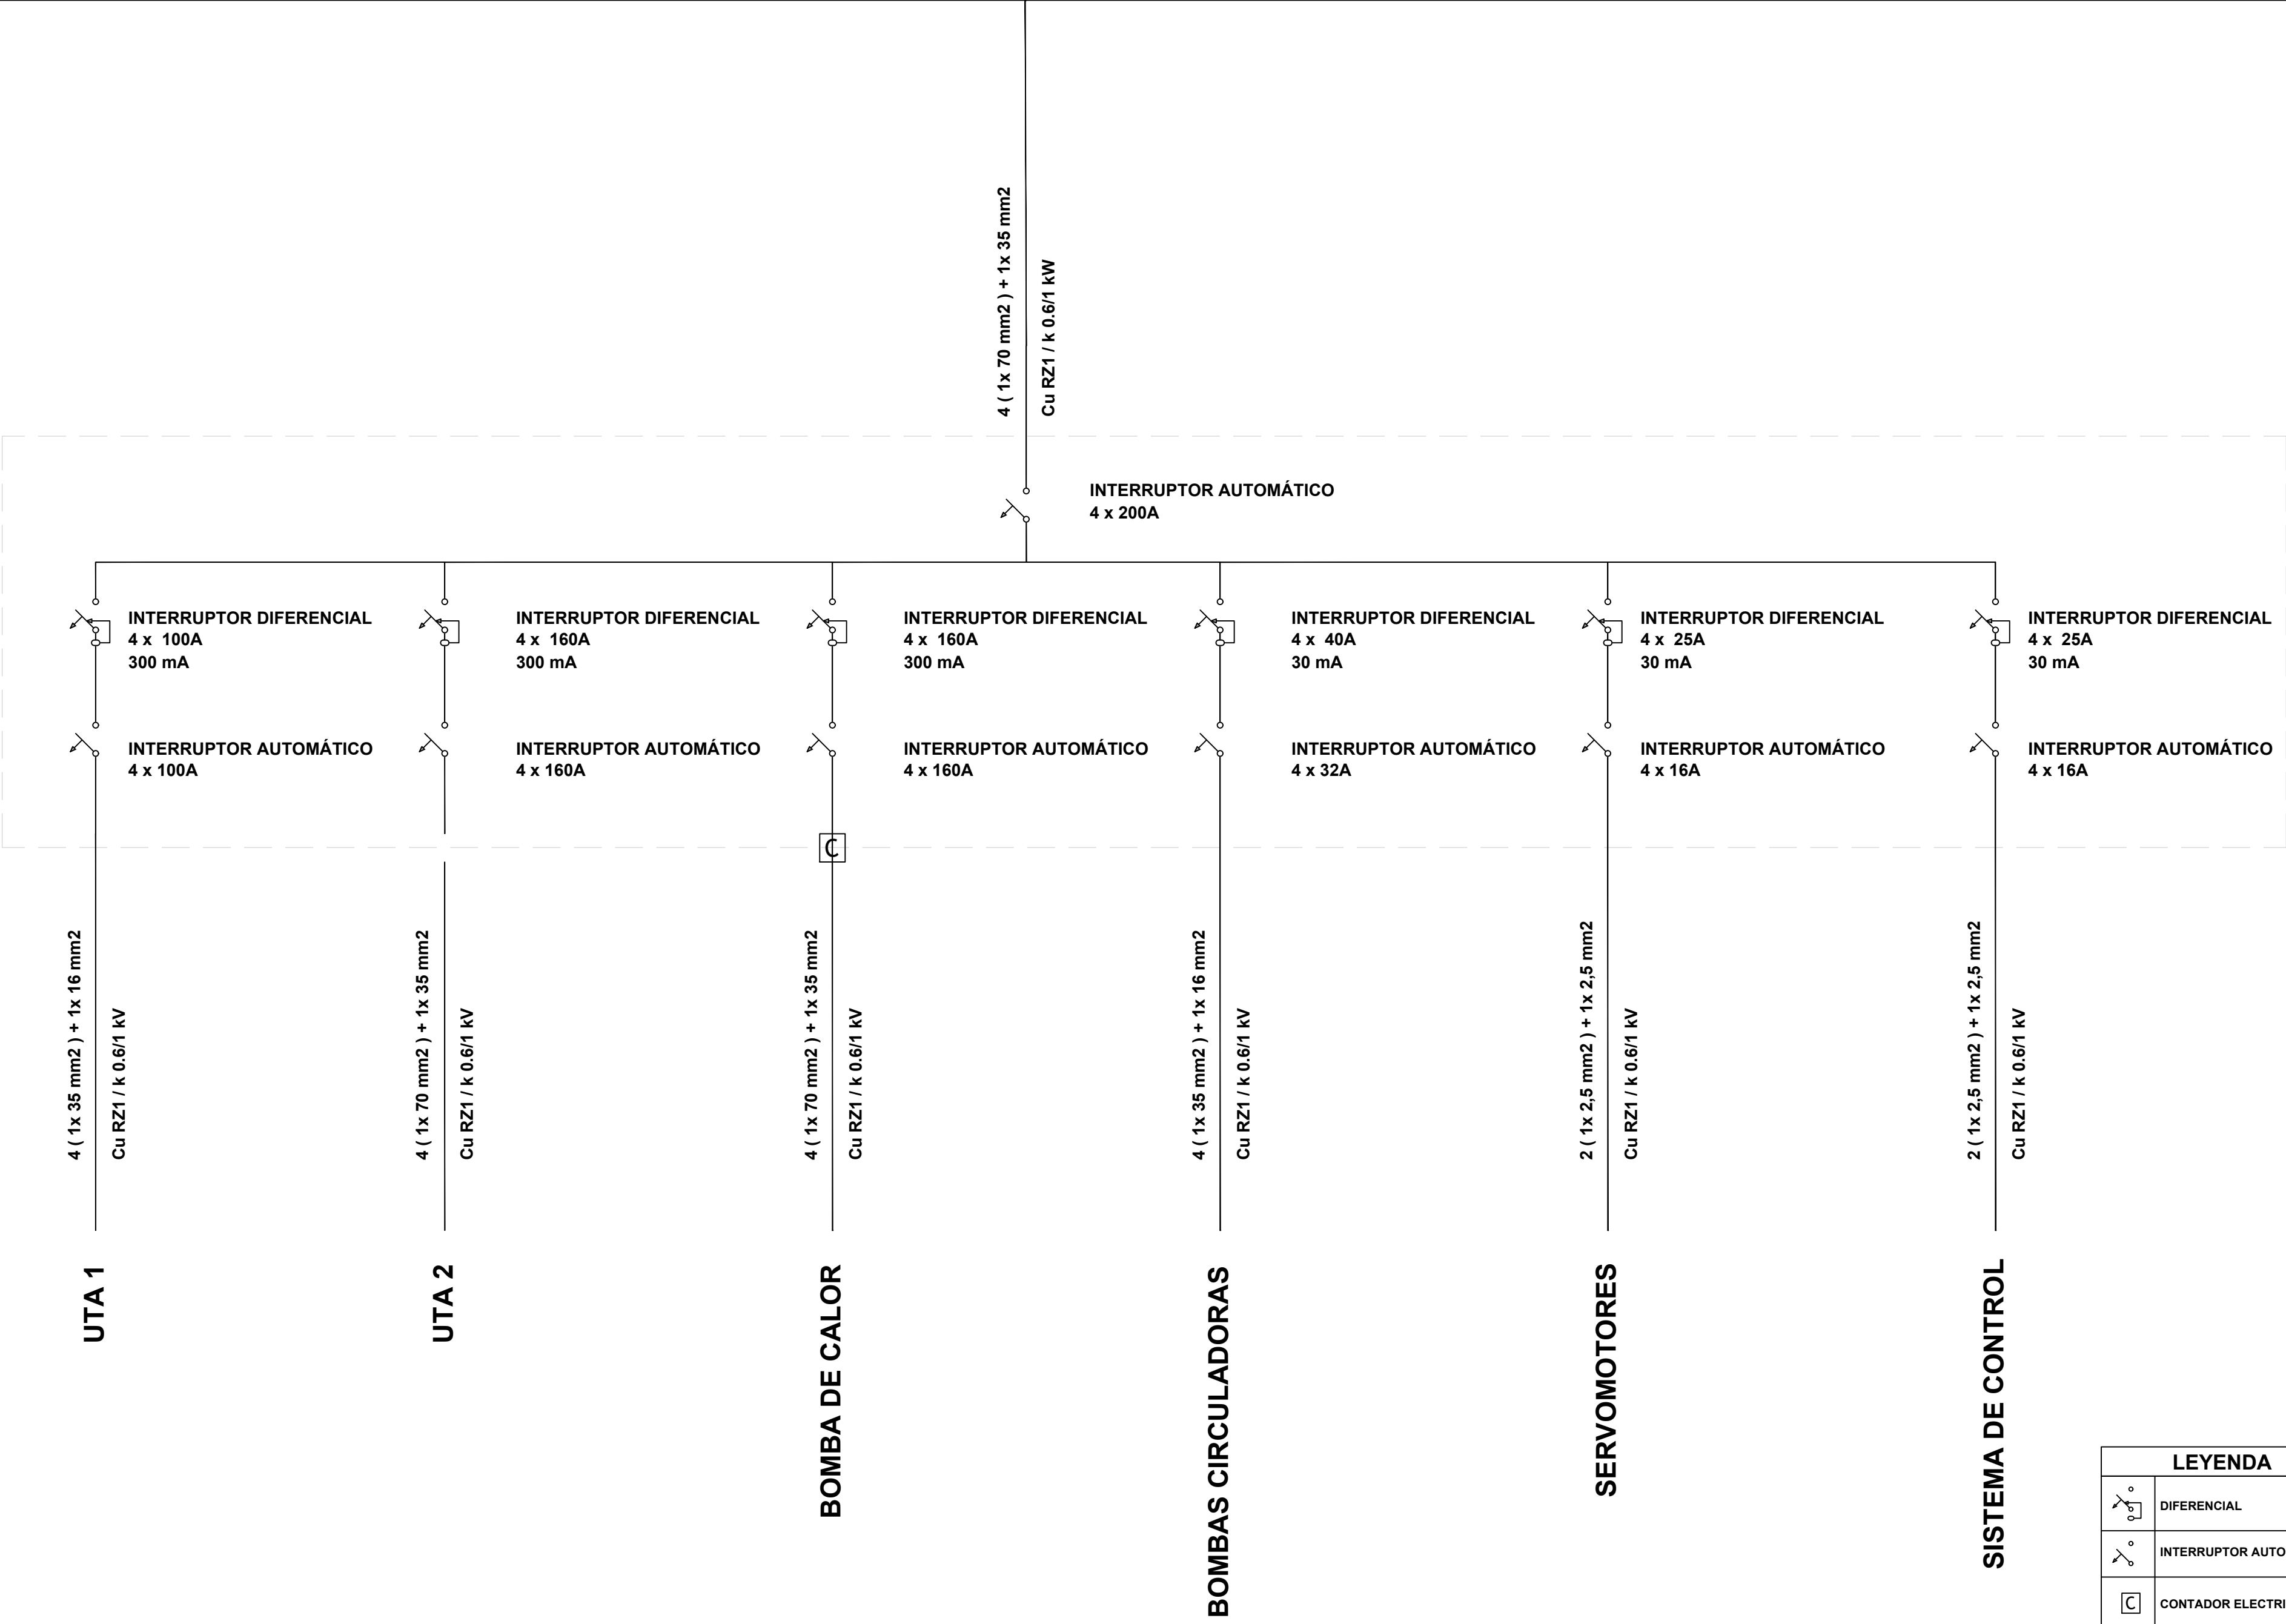 4 ( 1x 70 mm2 ) + 1x 35 mm2
Cu RZ1 / k 0.6/1 kW
INTERRUPTOR AUTOMÁTICO
4 x 200A
INTERRUPTOR DIFERENCIAL
4 x 100A
300 mA
INTERRUPTOR DIFERENCIAL
4 x 160A
300 mA
INTERRUPTOR DIFERENCIAL
4 x 160A
300 mA
INTERRUPTOR DIFERENCIAL
4 x 40A
30 mA
INTERRUPTOR DIFERENCIAL
4 x 25A
30 mA
INTERRUPTOR DIFERENCIAL
4 x 25A
30 mA
INTERRUPTOR AUTOMÁTICO
4 x 100A
INTERRUPTOR AUTOMÁTICO
4 x 160A
INTERRUPTOR AUTOMÁTICO
4 x 160A
INTERRUPTOR AUTOMÁTICO
4 x 32A
INTERRUPTOR AUTOMÁTICO
4 x 16A
INTERRUPTOR AUTOMÁTICO
4 x 16A
C
4 ( 1x 35 mm2 ) + 1x 16 mm2
Cu RZ1 / k 0.6/1 kV
4 ( 1x 70 mm2 ) + 1x 35 mm2
Cu RZ1 / k 0.6/1 kV
4 ( 1x 70 mm2 ) + 1x 35 mm2
Cu RZ1 / k 0.6/1 kV
4 ( 1x 35 mm2 ) + 1x 16 mm2
Cu RZ1 / k 0.6/1 kV
2 ( 1x 2,5 mm2 ) + 1x 2,5 mm2
Cu RZ1 / k 0.6/1 kV
2 ( 1x 2,5 mm2 ) + 1x 2,5 mm2
Cu RZ1 / k 0.6/1 kV
UTA 1
UTA 2
BOMBA DE CALOR
BOMBAS CIRCULADORAS
SERVOMOTORES
SISTEMA DE CONTROL
LEYENDA
DIFERENCIAL
INTERRUPTOR AUTO
C
CONTADOR ELECTRI